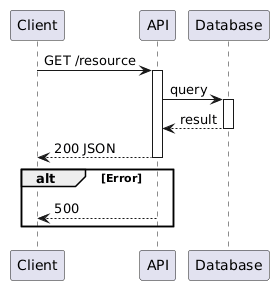 Client API Database
GET /resource
query
result
200 JSON
alt [Error]
500
Client API Database